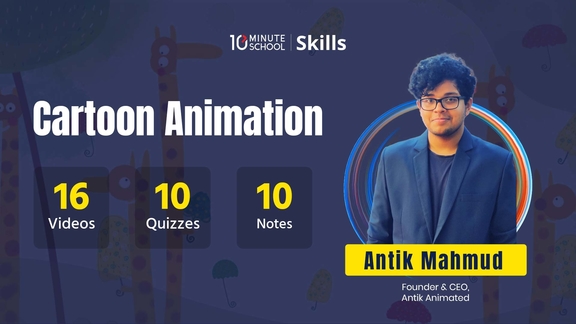 10 MINUTE SCHOOL | Skills
Cartoon Animation
16 Videos
10 Quizzes
10 Notes
Antik Mahmud
Founder & CEO,
Antik Animated